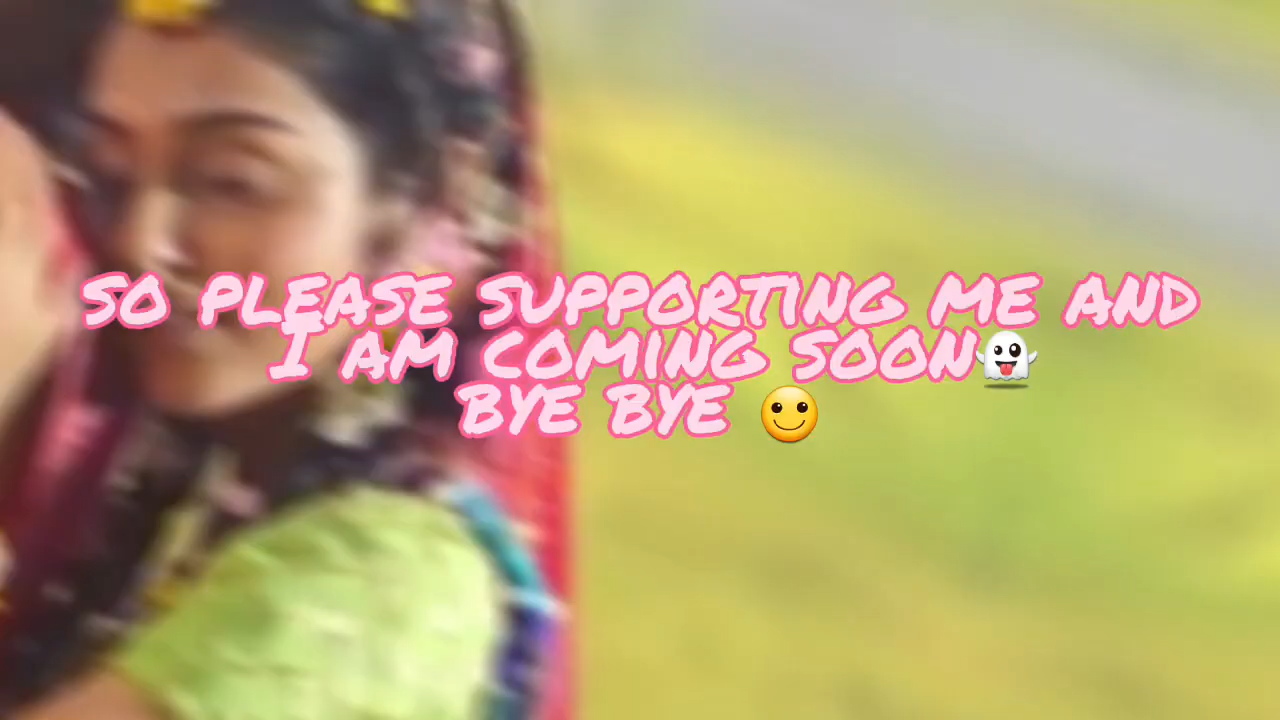 SO PLEASE SUPPORTING ME AND
I AM COMING SOON👻
BYE BYE 🙂